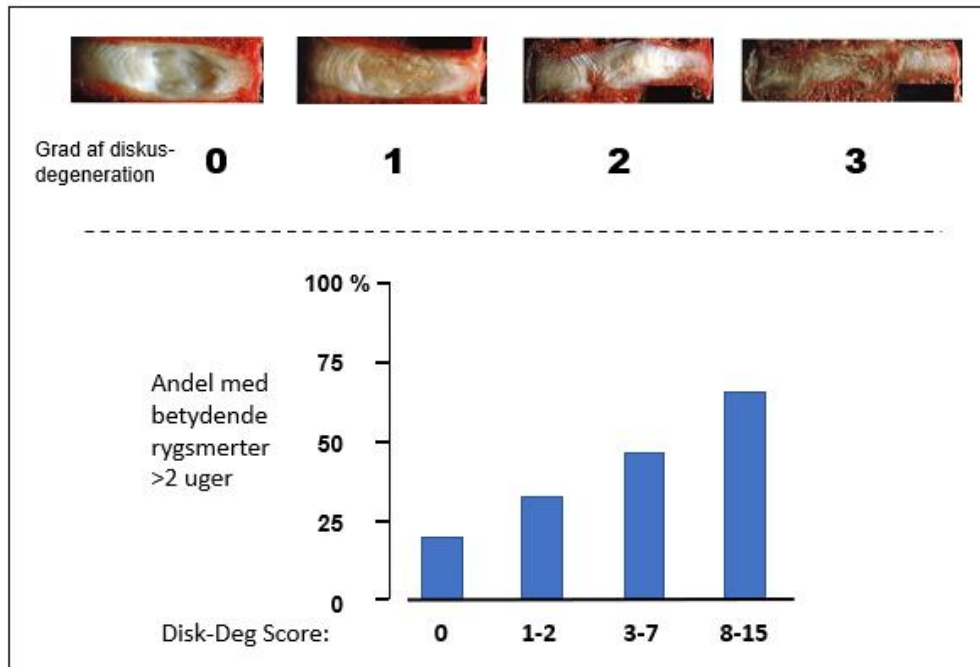 Grad af diskus-
degeneration
0 1 2 3
100 %
75
Andel med
betydende
rygsmerter
>2 uger
50
25
0
Disk-Deg Score: 0 1-2 3-7 8-15